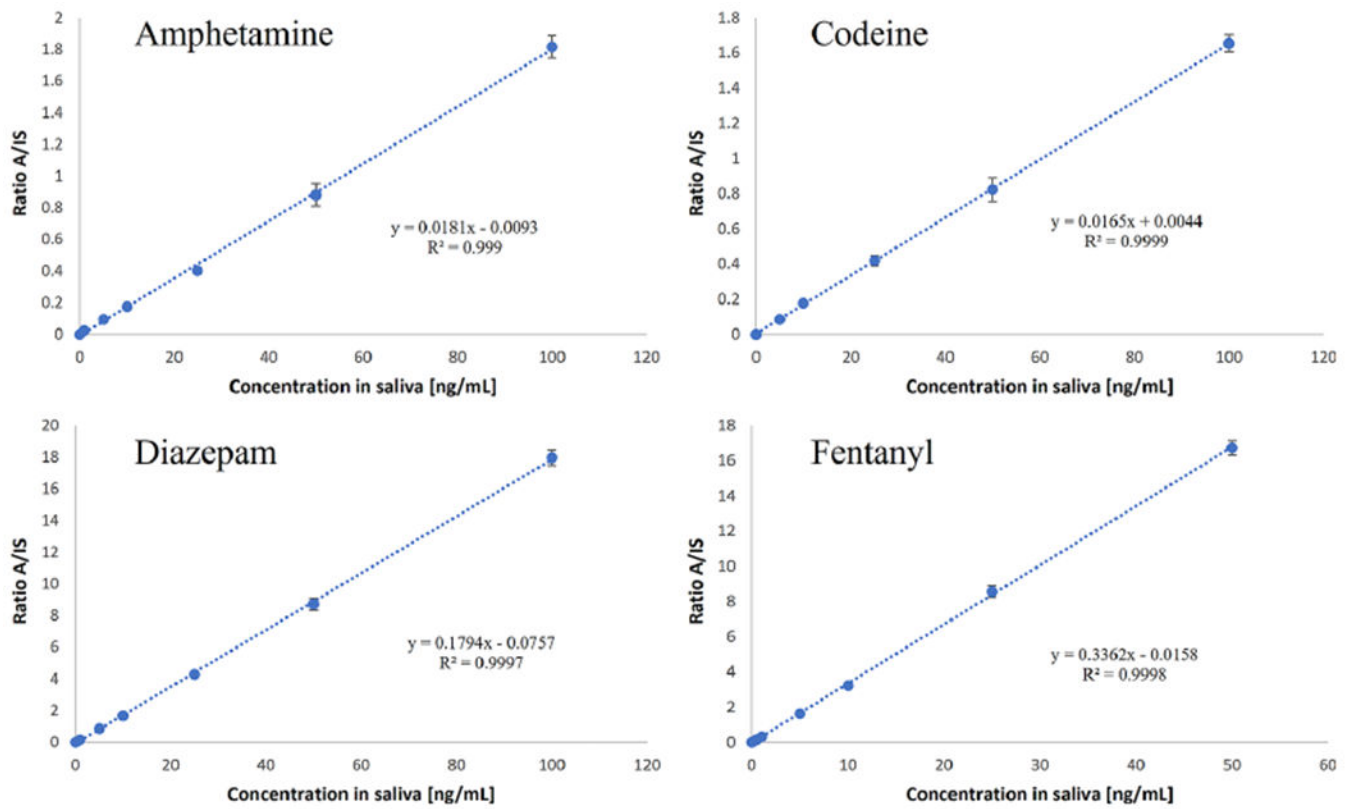 Amphetamine
Ratio A/IS
2
1.8
1.6
1.4
1.2
1
0.8
0.6
0.4
0.2
0
y = 0.0181x - 0.0093
R² = 0.999
0 20 40 60 80 100 120
Concentration in saliva [ng/mL]
Codeine
Ratio A/IS
1.8
1.6
1.4
1.2
1
0.8
0.6
0.4
0.2
0
y = 0.0165x + 0.0044
R² = 0.9999
0 20 40 60 80 100 120
Concentration in saliva [ng/mL]
Diazepam
Ratio A/IS
20
18
16
14
12
10
8
6
4
2
0
y = 0.1794x - 0.0757
R² = 0.9997
0 20 40 60 80 100 120
Concentration in saliva [ng/mL]
Fentanyl
Ratio A/IS
18
16
14
12
10
8
6
4
2
0
y = 0.3362x - 0.0158
R² = 0.9998
0 10 20 30 40 50 60
Concentration in saliva [ng/mL]